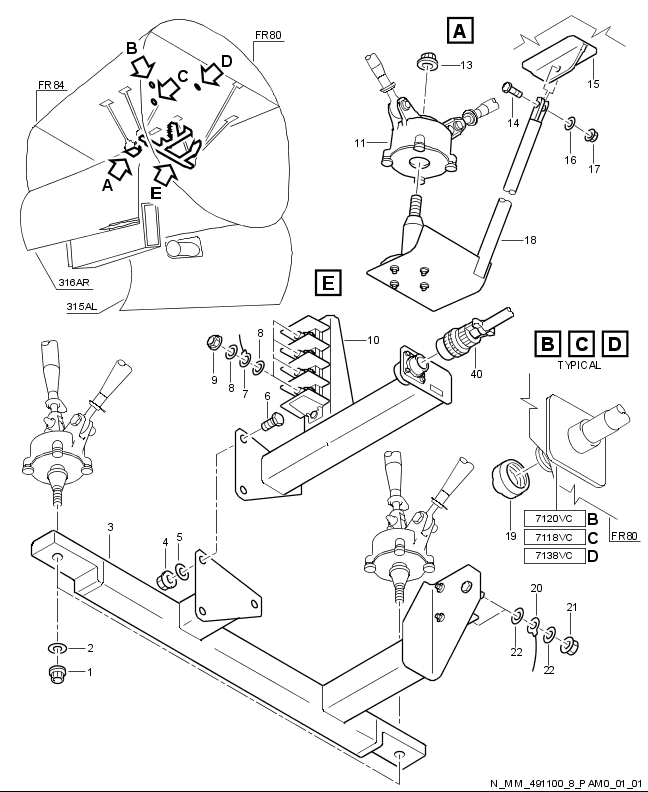 A
FR80
B
D
C
FR84
A
E
316AR
315AL
13
11
14
15
16
17
18
E
8
10
9
8
7
6
40
B C D
TYPICAL
19
7120VC B
7118VC C
7138VC D
FR80
3
4
5
2
1
20
21
22
22
N_MM_491100_8_PAM0_01_01